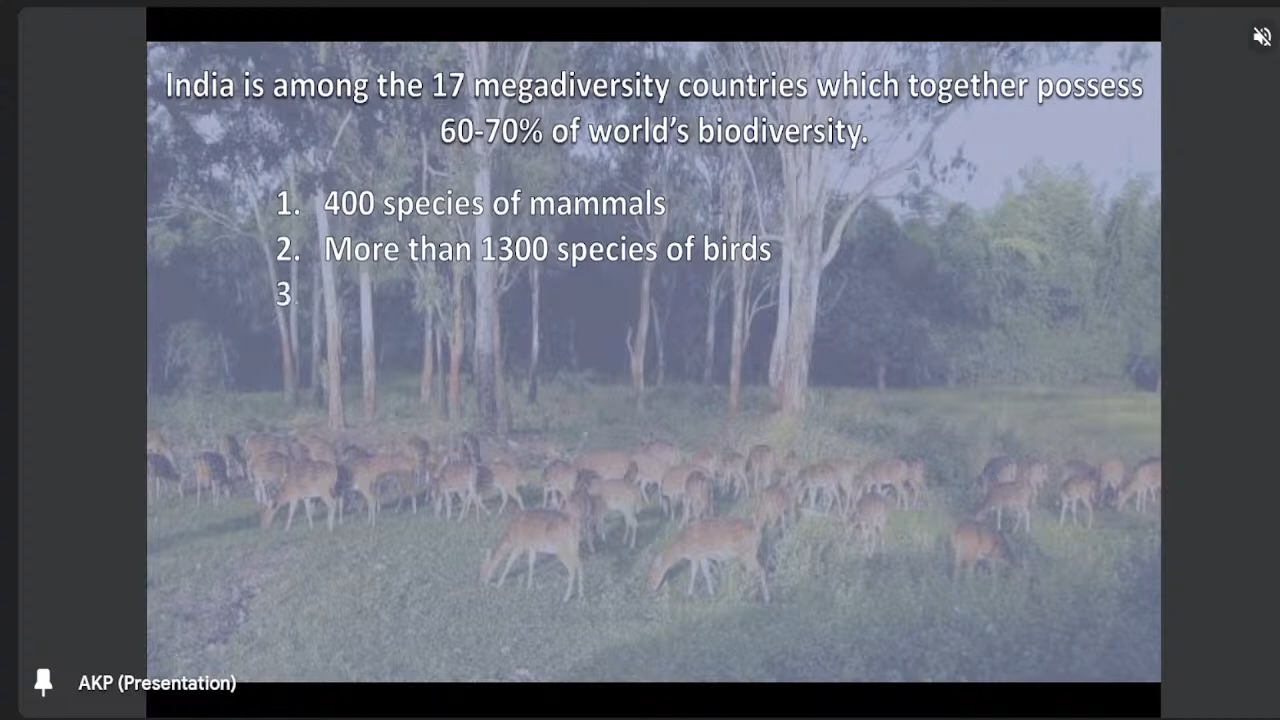 India is among the 17 megadiversity countries which together possess
60-70% of world’s biodiversity.
1. 400 species of mammals
2. More than 1300 species of birds
3.
AKP (Presentation)